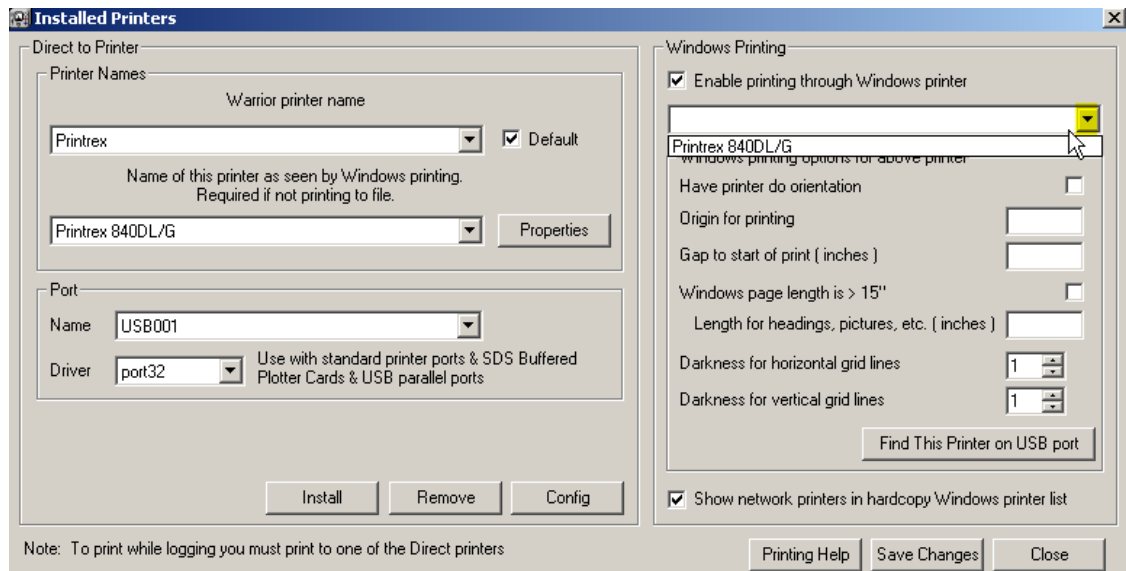 Installed Printers
Direct to Printer
Printer Names
Warrior printer name
Printrex
Default
Name of this printer as seen by Windows printing.
Required if not printing to file.
Printrex 840DL/G
Properties
Port
Name
USB001
Driver
port32
Use with standard printer ports & SDS Buffered
Plotter Cards & USB parallel ports
Install
Remove
Config
Note: To print while logging you must print to one of the Direct printers
Windows Printing
Enable printing through Windows printer
Printrex 840DL/G
Windows printing options for above printer
Have printer do orientation
Origin for printing
Gap to start of print ( inches )
Windows page length is > 15"
Length for headings, pictures, etc. ( inches )
Darkness for horizontal grid lines
1
Darkness for vertical grid lines
1
Find This Printer on USB port
Show network printers in hardcopy Windows printer list
Printing Help
Save Changes
Close